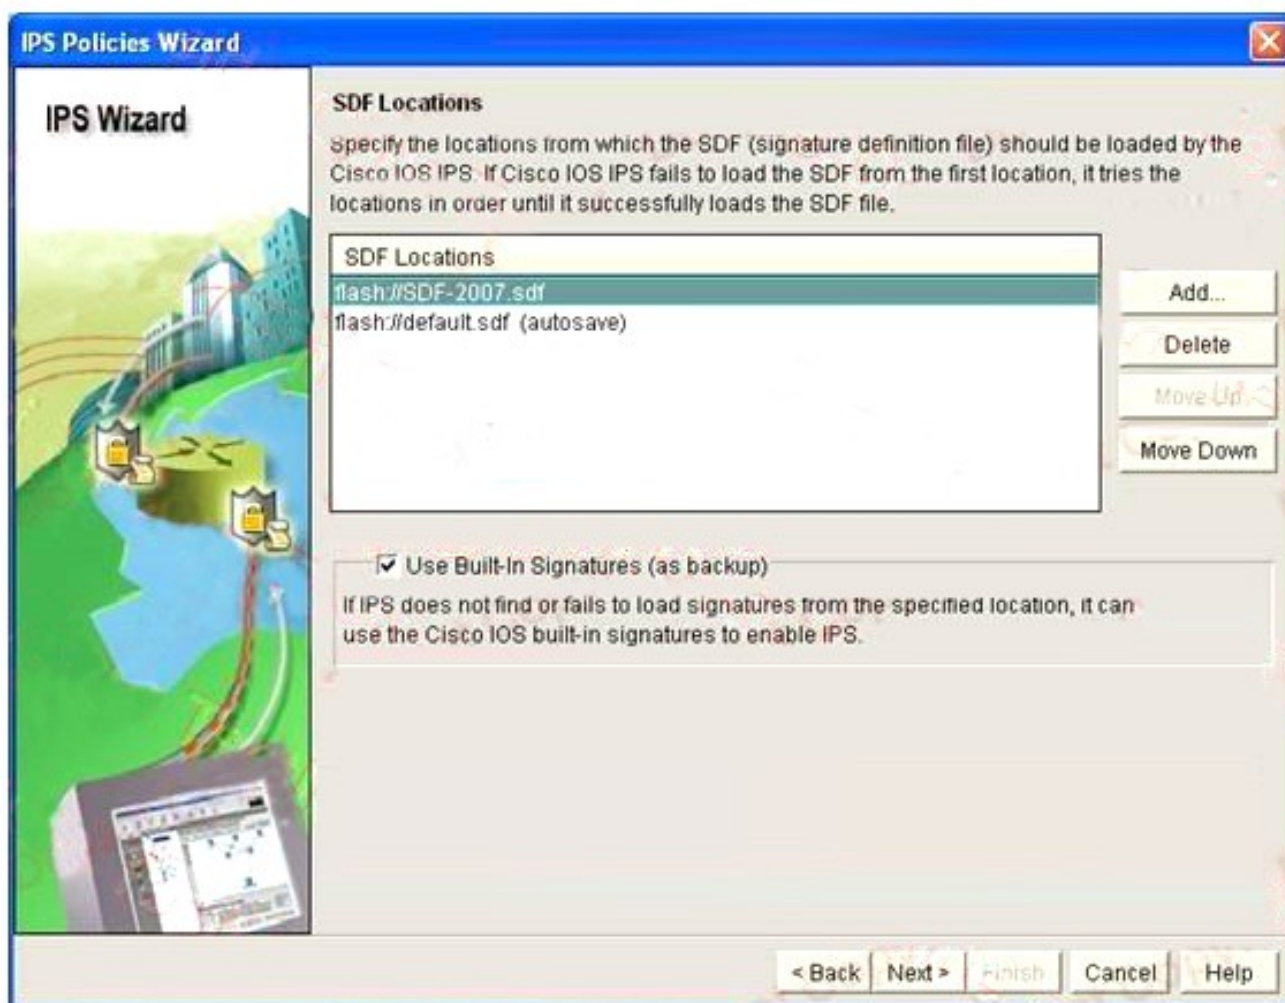 IPS Policies Wizard
IPS Wizard
SDF Locations
Specify the locations from which the SDF (signature definition file) should be loaded by the
Cisco IOS IPS. If Cisco IOS IPS fails to load the SDF from the first location, it tries the
locations in order until it successfully loads the SDF file.
SDF Locations
flash://SDF-2007.sdf
flash://default.sdf (autosave)
Add...
Delete
Move Up
Move Down
Use Built-In Signatures (as backup)
If IPS does not find or fails to load signatures from the specified location, it can
use the Cisco IOS built-in signatures to enable IPS.
< Back Next > Finish Cancel Help